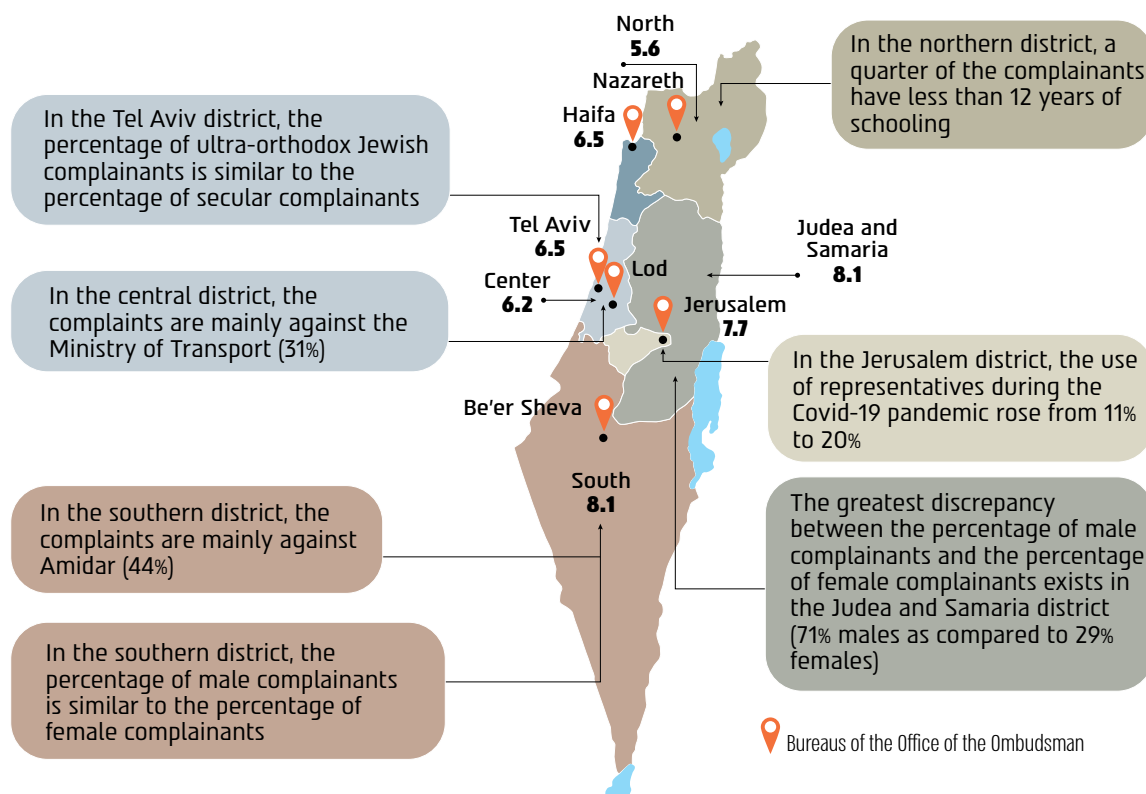 North
5.6
Nazareth
Haifa
6.5
In the northern district, a
quarter of the complainants
have less than 12 years of
schooling
In the Tel Aviv district, the
percentage of ultra-orthodox Jewish
complainants is similar to the
percentage of secular complainants
Tel Aviv
6.5
Lod
Center
6.2
Judea and
Samaria
8.1
In the central district, the
complaints are mainly against the
Ministry of Transport (31%)
Jerusalem
7.7
In the Jerusalem district, the use
of representatives during the
Covid-19 pandemic rose from 11%
to 20%
Be'er Sheva
South
8.1
In the southern district, the
complaints are mainly against
Amidar (44%)
The greatest discrepancy
between the percentage of male
complainants and the percentage
of female complainants exists in
the Judea and Samaria district
(71% males as compared to 29%
females)
In the southern district, the
percentage of male complainants
is similar to the percentage of
female complainants
Bureaus of the Office of the Ombudsman